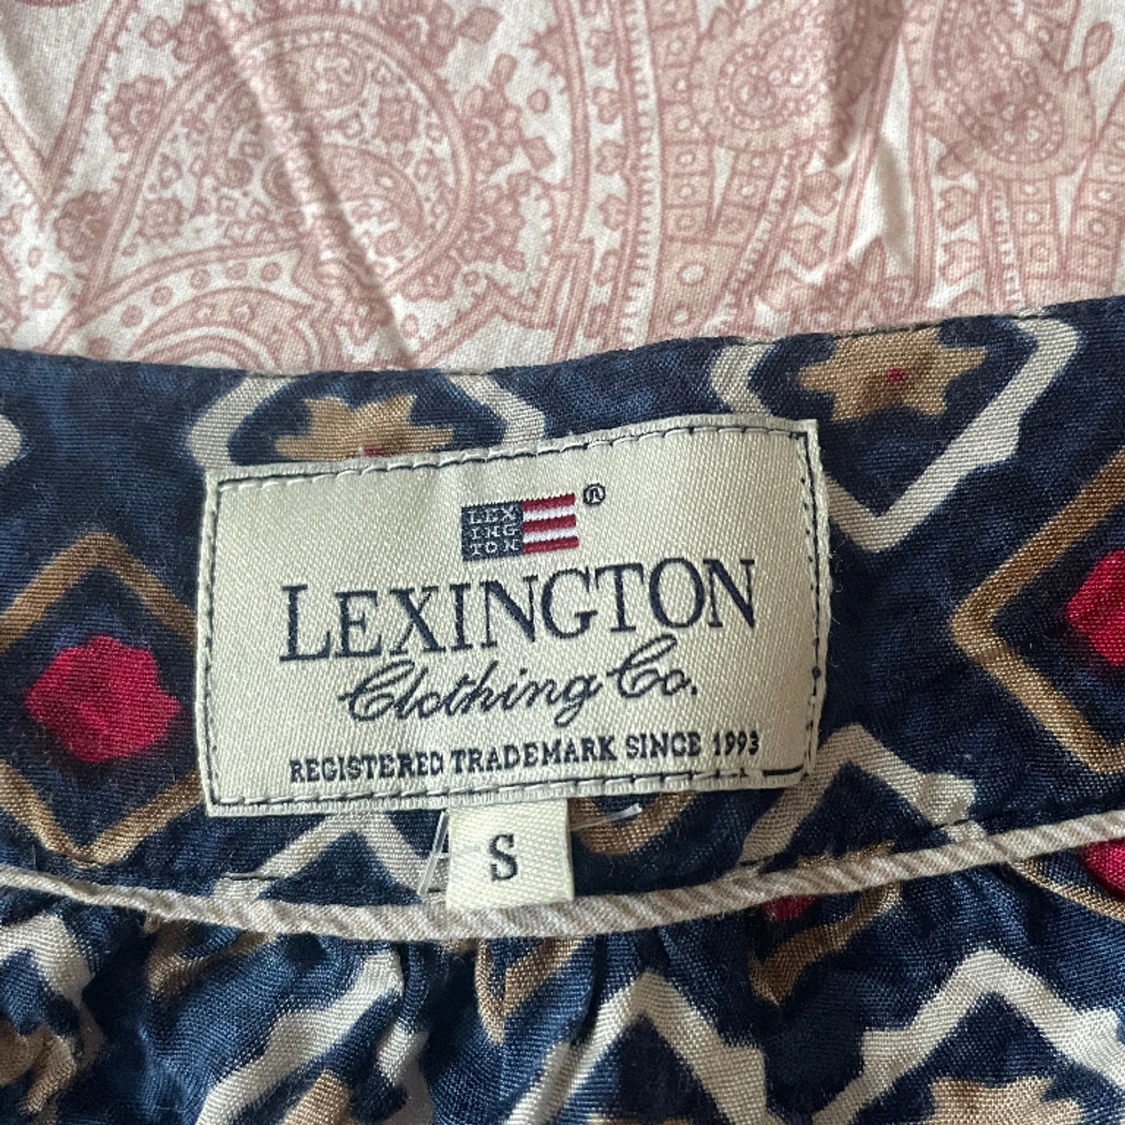 LEX
ING
TON
®
LEXINGTON
Clothing Co.
REGISTERED TRADEMARK SINCE 1993
S